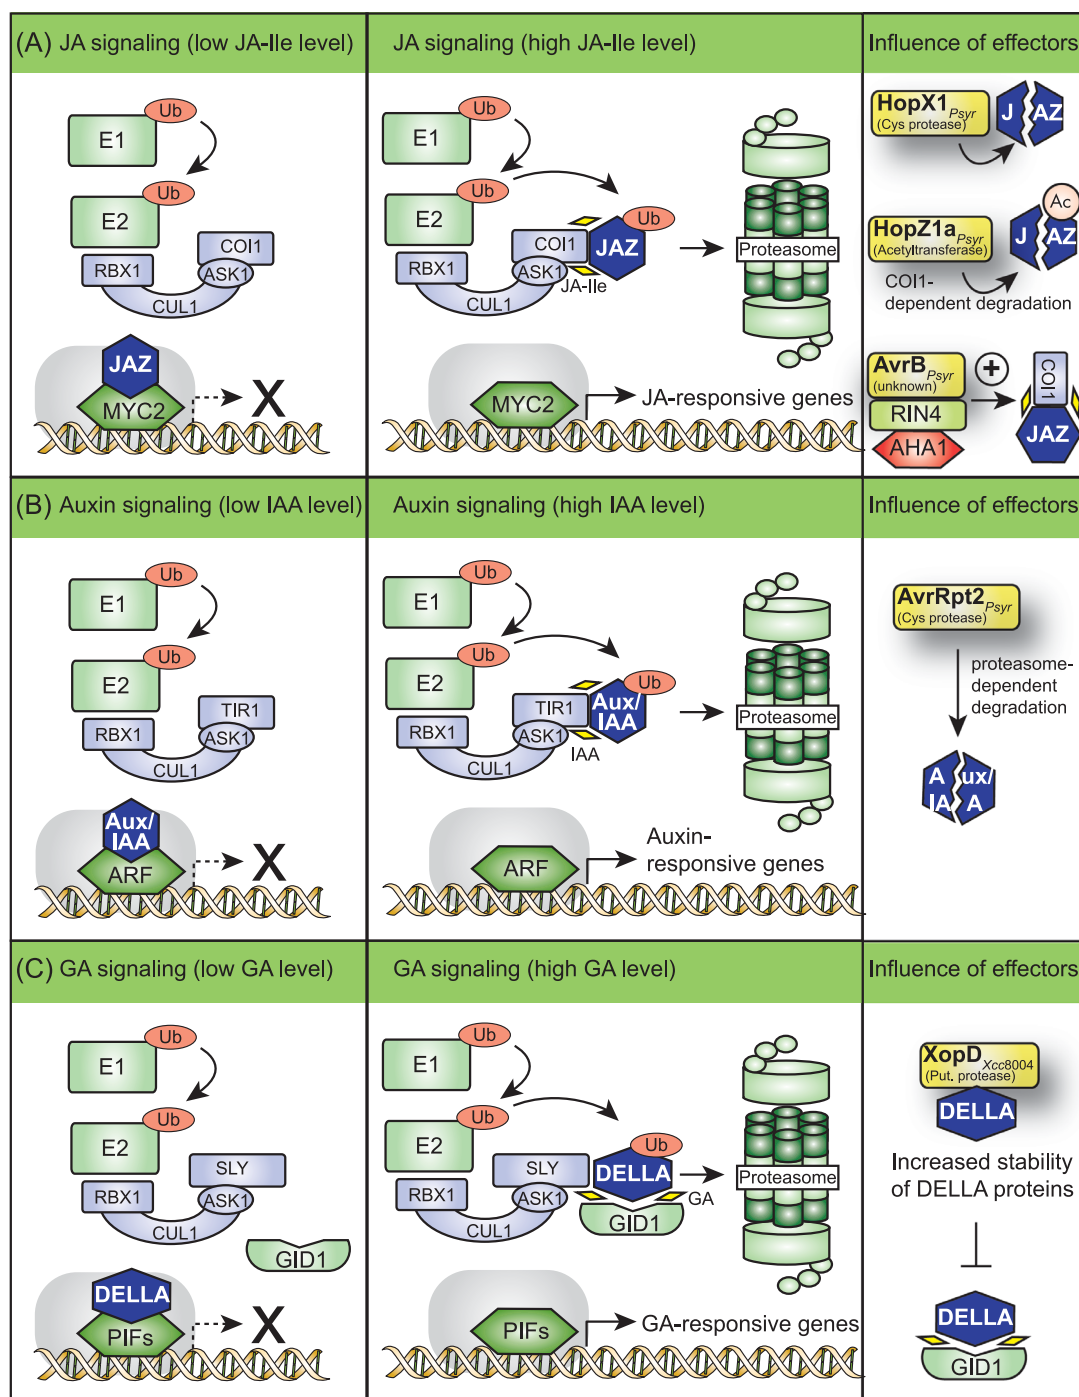 (A) JA signaling (low JA-Ile level)
JA signaling (high JA-Ile level)
Influence of effectors
Ub
E1
Ub
E2
COI1
RBX1
ASK1
CUL1
JAZ
MYC2
X
Ub
E1
Ub
E2
Ub
COI1
JAZ
RBX1
ASK1
JA-Ile
CUL1
Proteasome
MYC2
JA-responsive genes
HopX1Psyr
(Cys protease)
J AZ
Ac
HopZ1aPsyr
(Acetyltransferase)
J AZ
COI1-
dependent degradation
AvrBPsyr
(unknown)
RIN4
AHA1
+
COI1
JAZ
(B) Auxin signaling (low IAA level)
Auxin signaling (high IAA level)
Influence of effectors
Ub
E1
Ub
E2
TIR1
RBX1
ASK1
CUL1
Aux/
IAA
ARF
X
Ub
E1
Ub
E2
Ub
TIR1
Aux/
IAA
RBX1
ASK1
IAA
CUL1
Proteasome
ARF
Auxin-
responsive genes
AvrRpt2Psyr
(Cys protease)
proteasome-
dependent
degradation
A ux/
IA A
(C) GA signaling (low GA level)
GA signaling (high GA level)
Influence of effectors
Ub
E1
Ub
E2
SLY
RBX1
ASK1
CUL1
GID1
DELLA
PIFs
X
Ub
E1
Ub
E2
Ub
SLY
DELLA
RBX1
ASK1
GA
CUL1
GID1
Proteasome
PIFs
GA-responsive genes
XopDXcc8004
(Put. protease)
DELLA
Increased stability
of DELLA proteins
DELLA
GID1